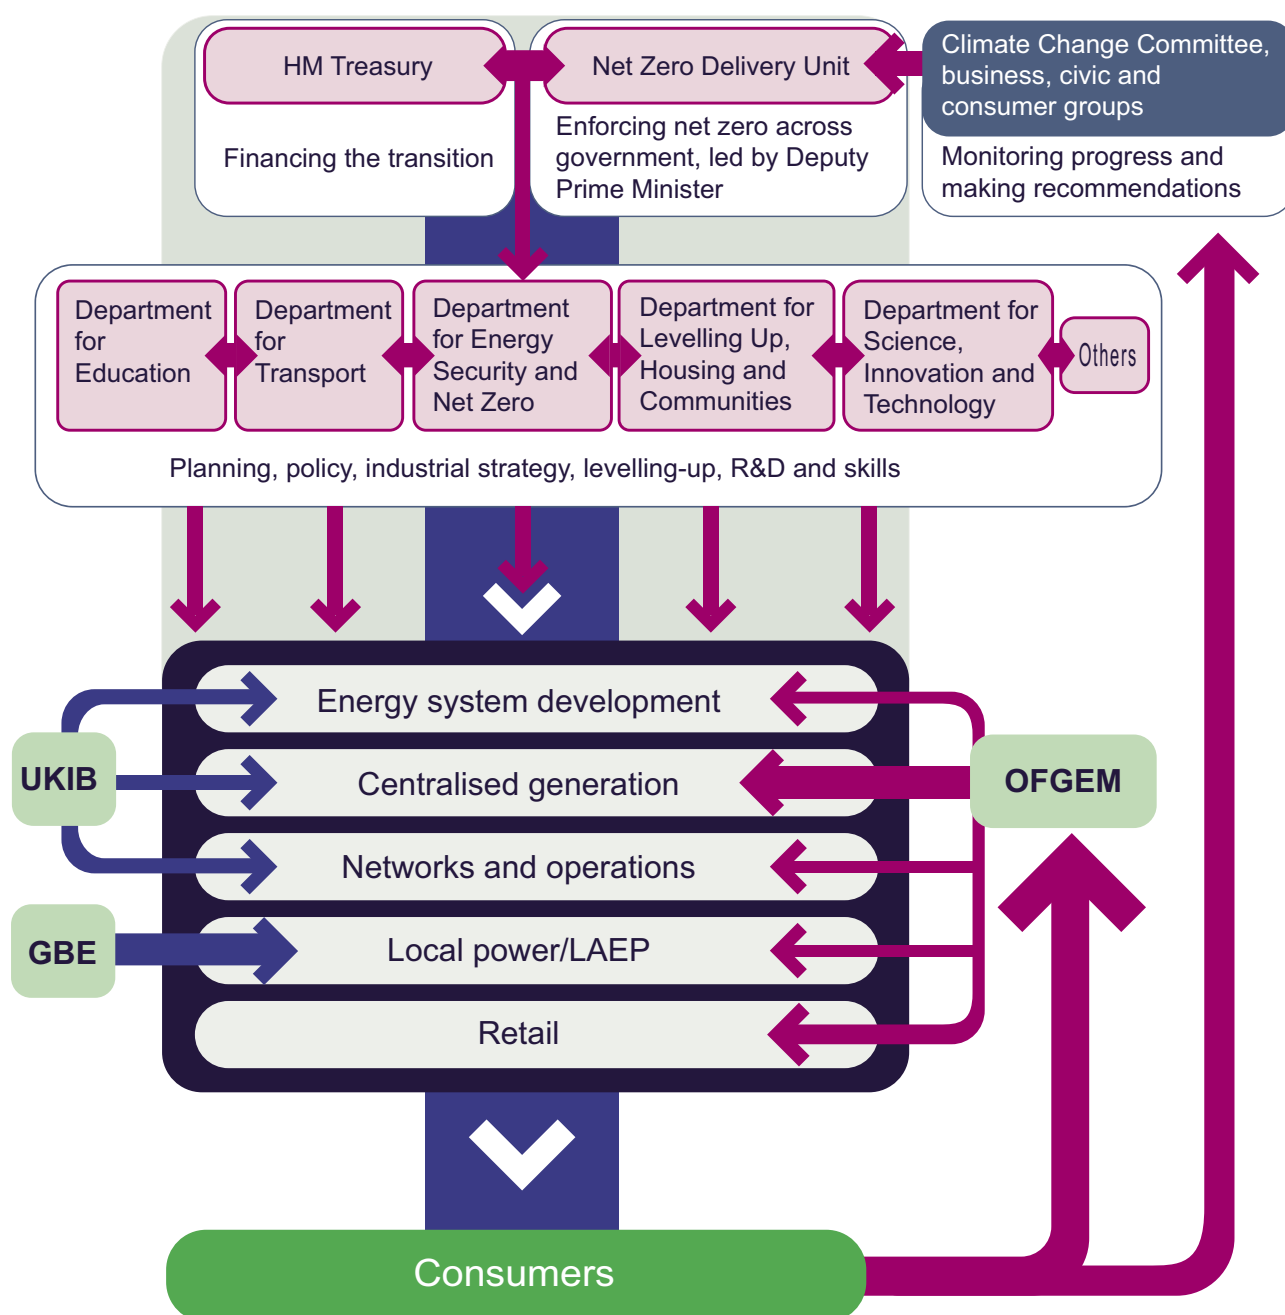 HM Treasury
Financing the transition
Net Zero Delivery Unit
Enforcing net zero across
government, led by Deputy
Prime Minister
Climate Change Committee,
business, civic and
consumer groups
Monitoring progress and
making recommendations
Department
for
Education
Department
for
Transport
Department
for Energy
Security and
Net Zero
Department for
Levelling Up,
Housing and
Communities
Department for
Science,
Innovation and
Technology
Others
Planning, policy, industrial strategy, levelling-up, R&D and skills
Energy system development
UKIB
Centralised generation
OFGEM
Networks and operations
GBE
Local power/LAEP
Retail
Consumers